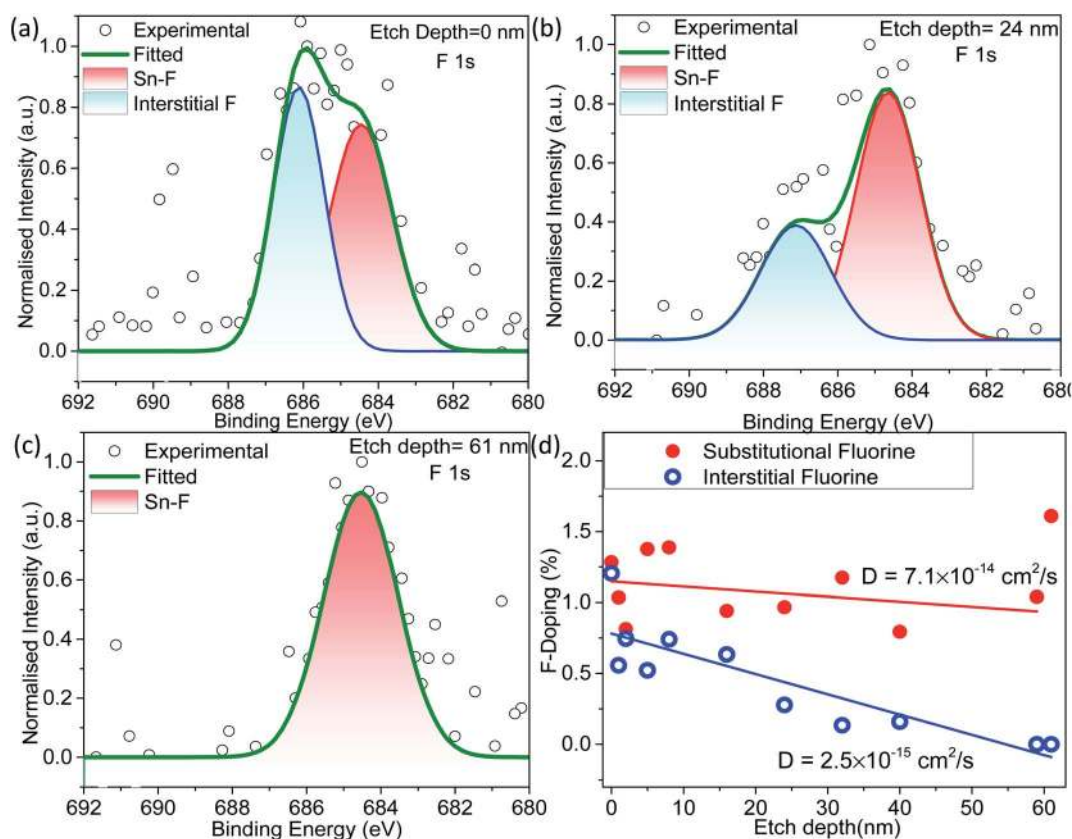 (a)
Experimental
Fitted
Sn-F
Interstitial F
Etch Depth=0 nm
F 1s
1.0
0.8
0.6
0.4
0.2
0.0
Normalised Intensity (a.u.)
692 690 688 686 684 682 680
Binding Energy (eV)
(b)
Experimental
Fitted
Sn-F
Interstitial F
Etch depth= 24 nm
F 1s
1.0
0.8
0.6
0.4
0.2
0.0
Normalised Intensity (a.u.)
692 690 688 686 684 682 680
Binding Energy (eV)
(c)
Experimental
Fitted
Sn-F
Etch depth= 61 nm
F 1s
1.0
0.8
0.6
0.4
0.2
0.0
Normalised Intensity (a.u.)
692 690 688 686 684 682 680
Binding Energy (eV)
(d)
Substitutional Fluorine
Interstitial Fluorine
2.0
1.5
1.0
0.5
0.0
F-Doping (%)
D = 7.1×10⁻¹⁴ cm²/s
D = 2.5×10⁻¹⁵ cm²/s
0 10 20 30 40 50 60
Etch depth(nm)